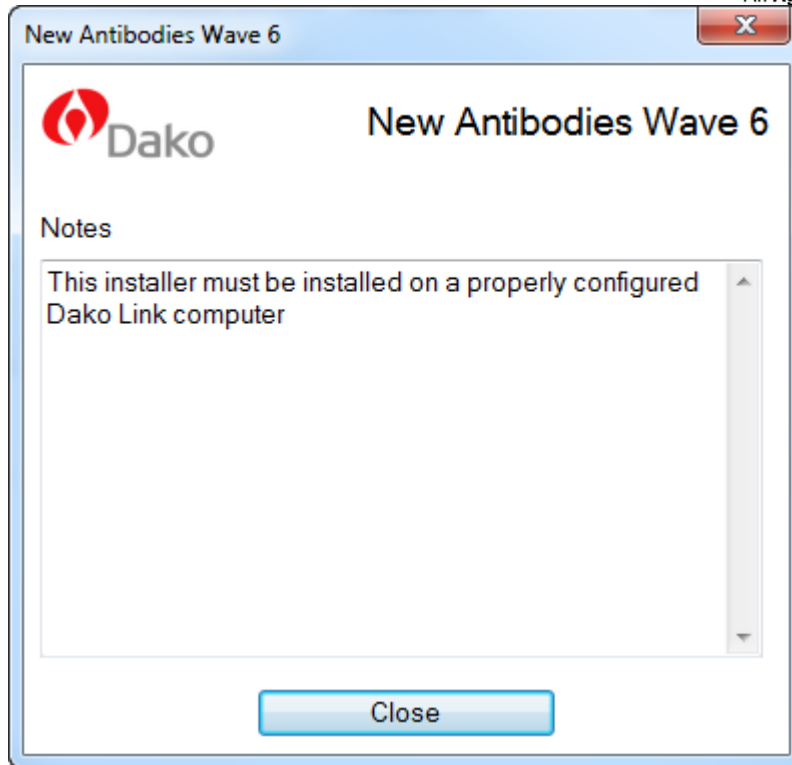 New Antibodies Wave 6
Dako
New Antibodies Wave 6
Notes
This installer must be installed on a properly configured
Dako Link computer
Close